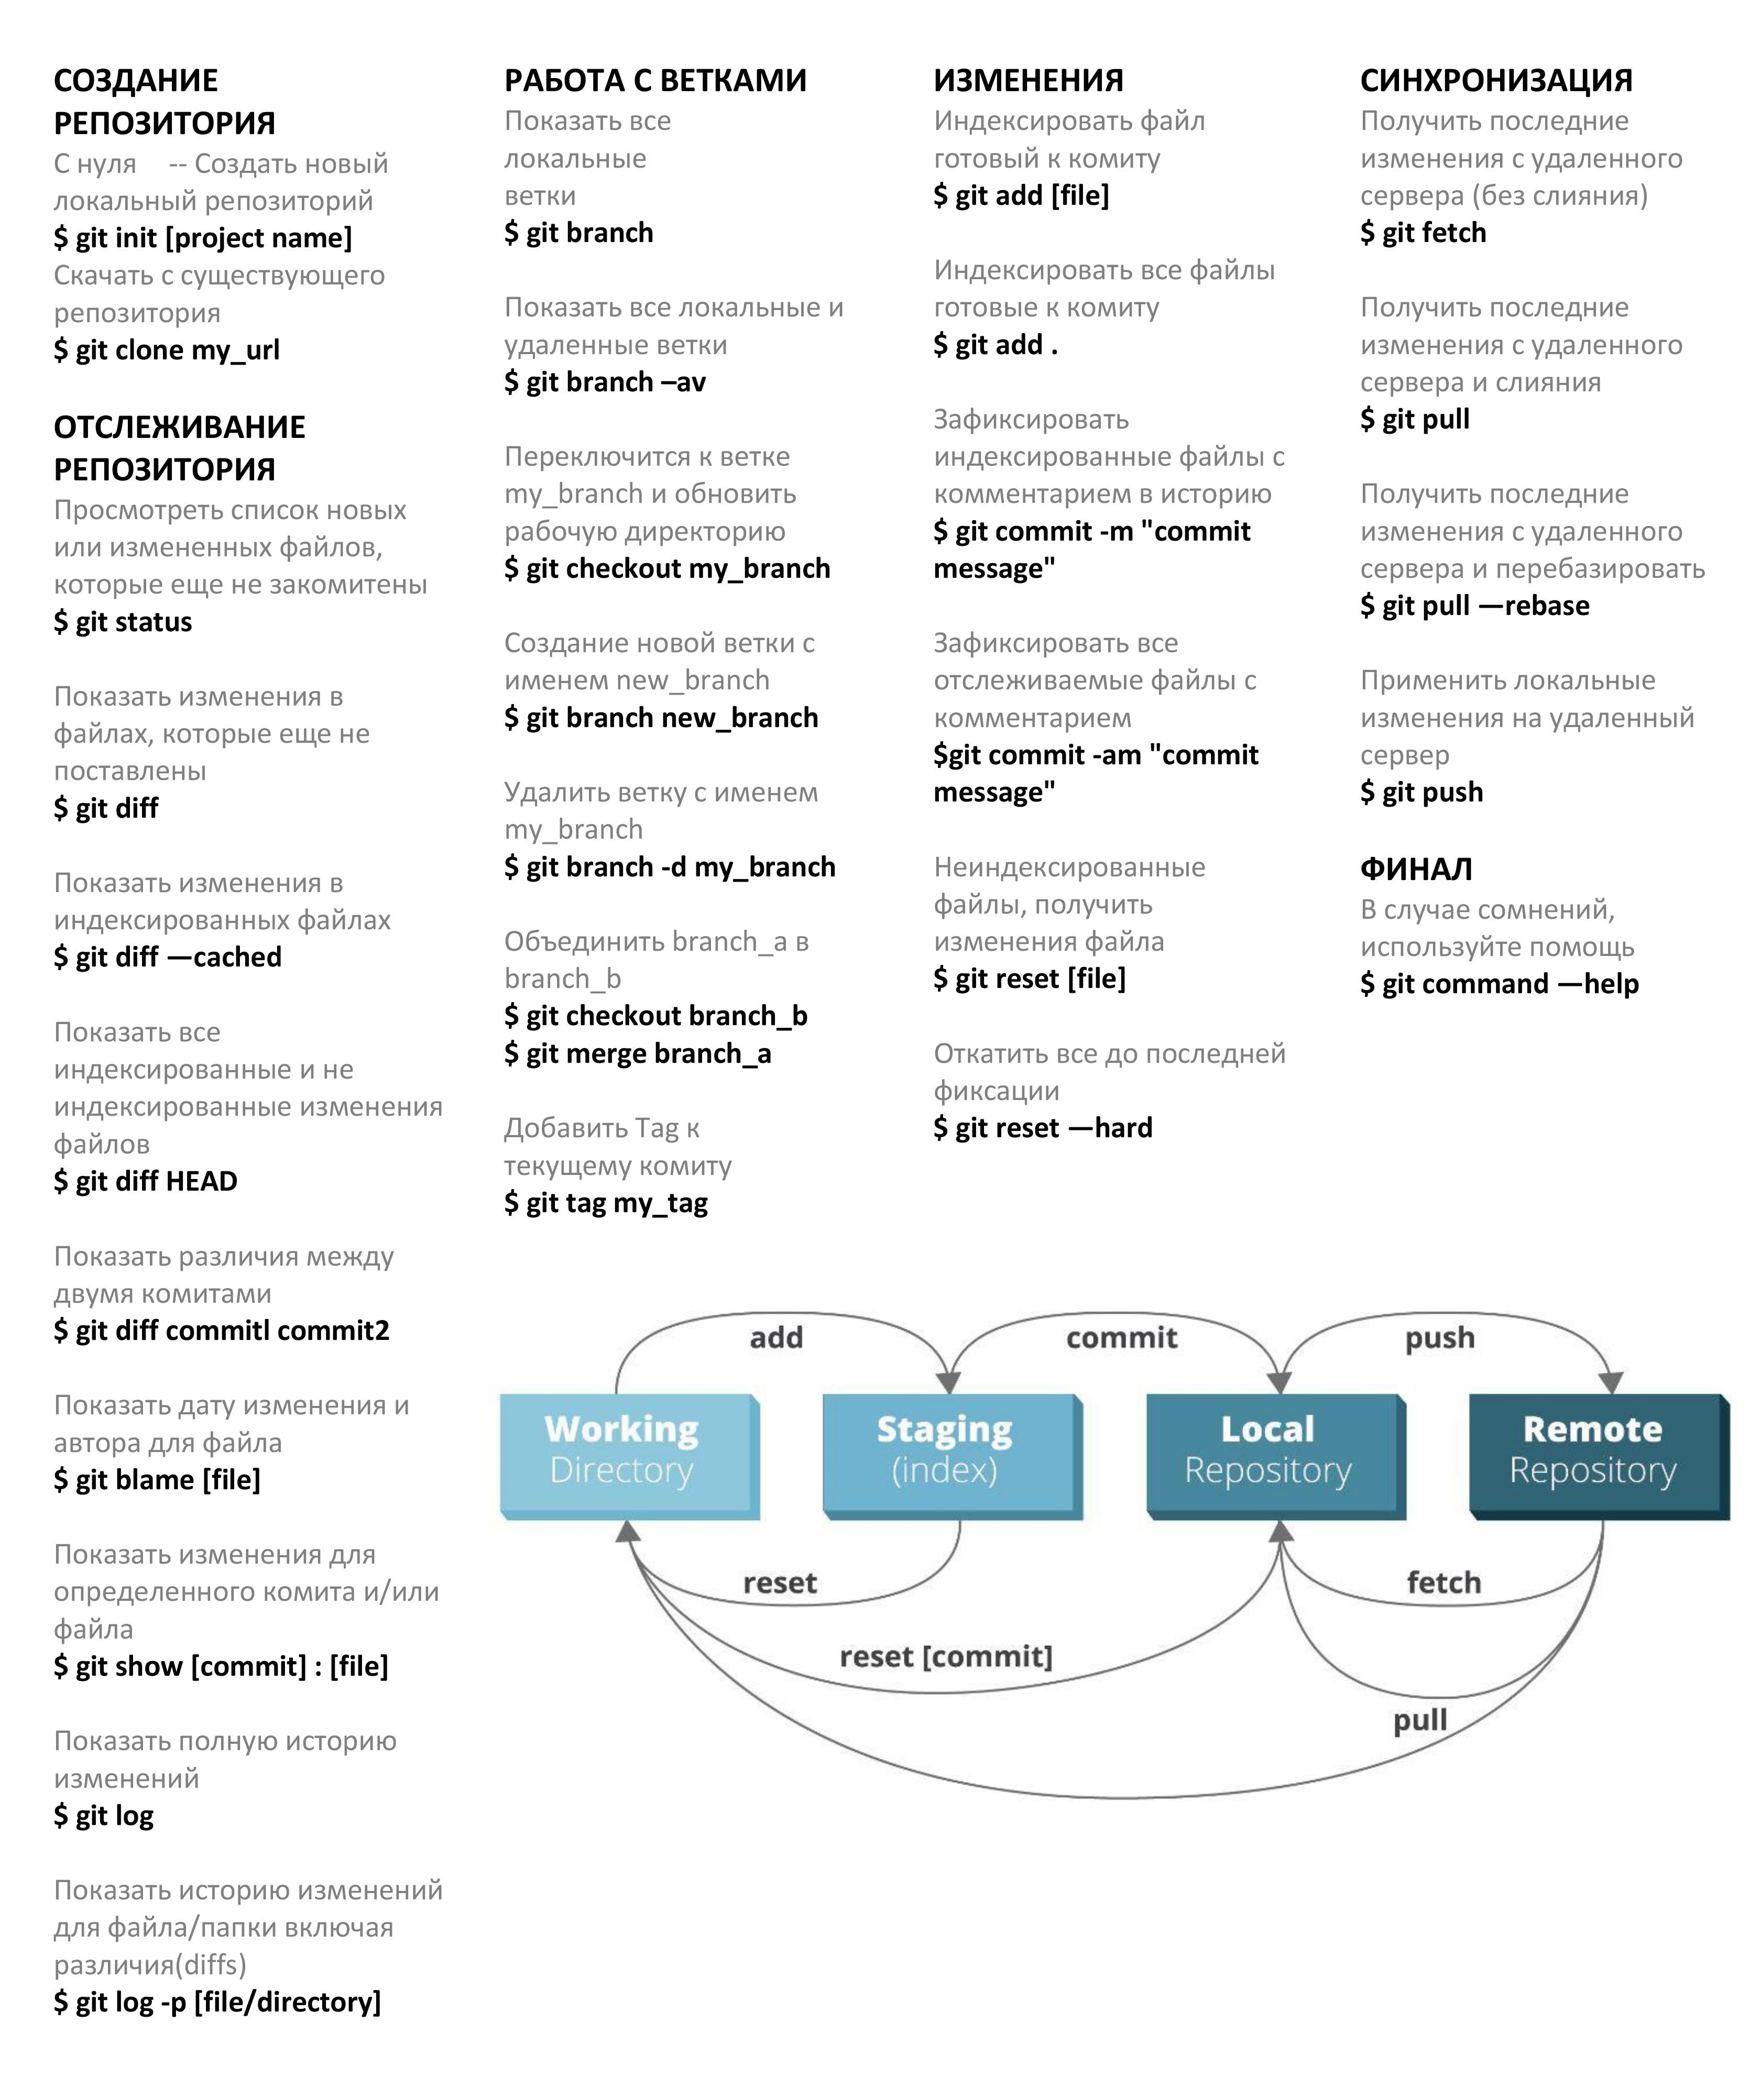 СОЗДАНИЕ
РЕПОЗИТОРИЯ
С нуля -- Создать новый
локальный репозиторий
$ git init [project name]
Скачать с существующего
репозитория
$ git clone my_url
ОТСЛЕЖИВАНИЕ
РЕПОЗИТОРИЯ
Просмотреть список новых
или измененных файлов,
которые еще не закомитены
$ git status
Показать изменения в
файлах, которые еще не
поставлены
$ git diff
Показать изменения в
индексированных файлах
$ git diff —cached
Показать все
индексированные и не
индексированные изменения
файлов
$ git diff HEAD
Показать различия между
двумя комитами
$ git diff commitl commit2
Показать дату изменения и
автора для файла
$ git blame [file]
Показать изменения для
определенного комита и/или
файла
$ git show [commit] : [file]
Показать полную историю
изменений
$ git log
Показать историю изменений
для файла/папки включая
различия(diffs)
$ git log -p [file/directory]
РАБОТА С ВЕТКАМИ
Показать все
локальные
ветки
$ git branch
Показать все локальные и
удаленные ветки
$ git branch –av
Переключится к ветке
my_branch и обновить
рабочую директорию
$ git checkout my_branch
Создание новой ветки с
именем new_branch
$ git branch new_branch
Удалить ветку с именем
my_branch
$ git branch -d my_branch
Объединить branch_a в
branch_b
$ git checkout branch_b
$ git merge branch_a
Добавить Tag к
текущему комиту
$ git tag my_tag
ИЗМЕНЕНИЯ
Индексировать файл
готовый к комиту
$ git add [file]
Индексировать все файлы
готовые к комиту
$ git add .
Зафиксировать
индексированные файлы с
комментарием в историю
$ git commit -m "commit
message"
Зафиксировать все
отслеживаемые файлы с
комментарием
$git commit -am "commit
message"
Неиндексированные
файлы, получить
изменения файла
$ git reset [file]
Откатить все до последней
фиксации
$ git reset —hard
СИНХРОНИЗАЦИЯ
Получить последние
изменения с удаленного
сервера (без слияния)
$ git fetch
Получить последние
изменения с удаленного
сервера и слияния
$ git pull
Получить последние
изменения с удаленного
сервера и перебазировать
$ git pull —rebase
Применить локальные
изменения на удаленный
сервер
$ git push
ФИНАЛ
В случае сомнений,
используйте помощь
$ git command —help
add
commit
push
Working
Directory
Staging
(index)
Local
Repository
Remote
Repository
reset
fetch
reset [commit]
pull